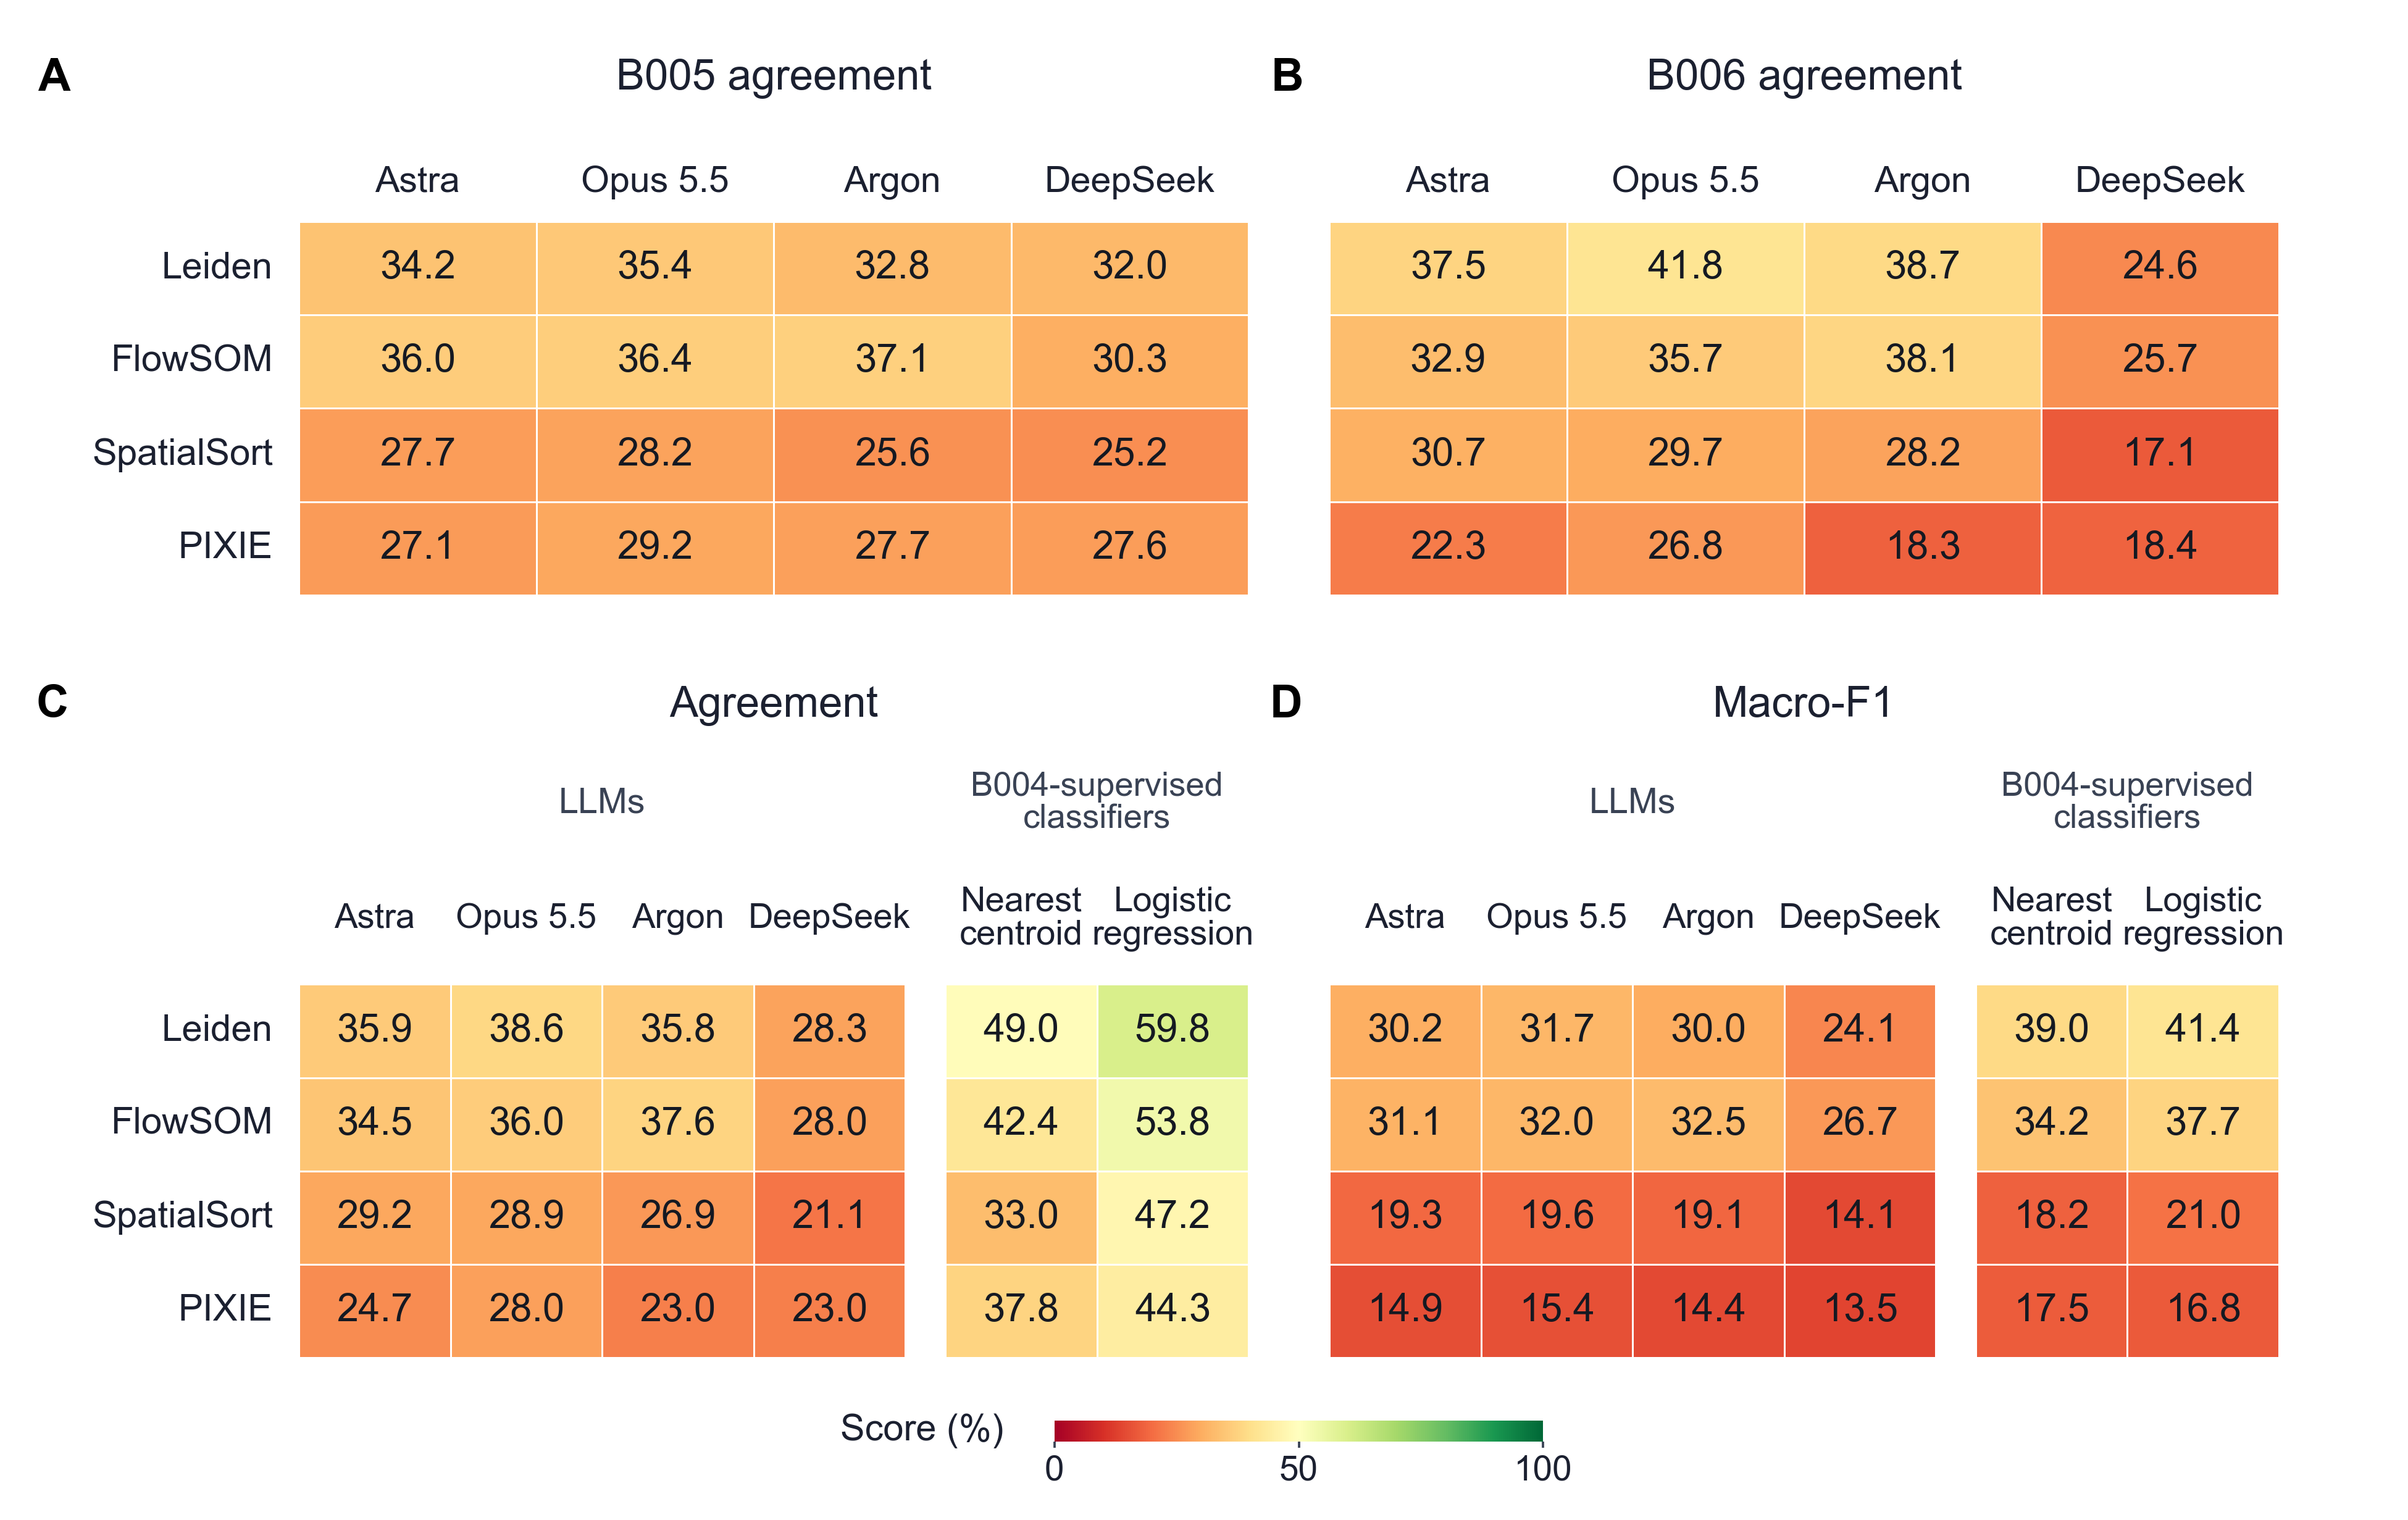 A
B005 agreement
Astra Opus 5.5 Argon DeepSeek
Leiden 34.2 35.4 32.8 32.0
FlowSOM 36.0 36.4 37.1 30.3
SpatialSort 27.7 28.2 25.6 25.2
PIXIE 27.1 29.2 27.7 27.6
B
B006 agreement
Astra Opus 5.5 Argon DeepSeek
37.5 41.8 38.7 24.6
32.9 35.7 38.1 25.7
30.7 29.7 28.2 17.1
22.3 26.8 18.3 18.4
C
Agreement
LLMs
B004-supervised
classifiers
Astra Opus 5.5 Argon DeepSeek
Nearest
centroid
Logistic
regression
Leiden 35.9 38.6 35.8 28.3 49.0 59.8
FlowSOM 34.5 36.0 37.6 28.0 42.4 53.8
SpatialSort 29.2 28.9 26.9 21.1 33.0 47.2
PIXIE 24.7 28.0 23.0 23.0 37.8 44.3
D
Macro-F1
LLMs
B004-supervised
classifiers
Astra Opus 5.5 Argon DeepSeek
Nearest
centroid
Logistic
regression
30.2 31.7 30.0 24.1 39.0 41.4
31.1 32.0 32.5 26.7 34.2 37.7
19.3 19.6 19.1 14.1 18.2 21.0
14.9 15.4 14.4 13.5 17.5 16.8
Score (%)
0 50 100